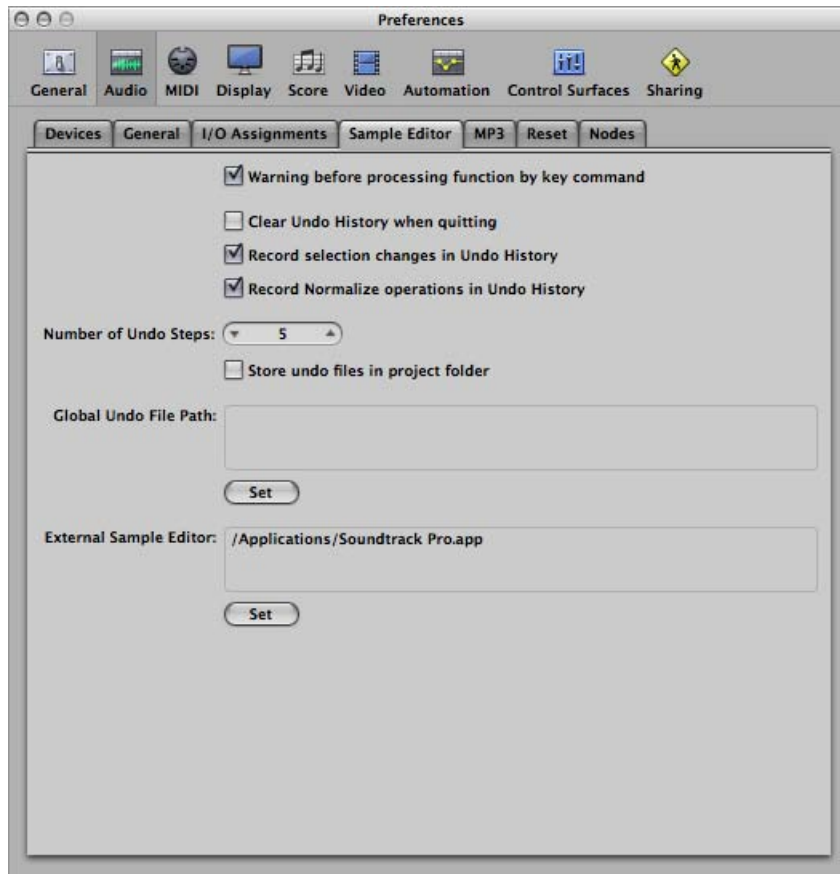 Preferences
General Audio MIDI Display Score Video Automation Control Surfaces Sharing
Devices General I/O Assignments Sample Editor MP3 Reset Nodes
Warning before processing function by key command
Clear Undo History when quitting
Record selection changes in Undo History
Record Normalize operations in Undo History
Number of Undo Steps: 5
Store undo files in project folder
Global Undo File Path:
Set
External Sample Editor: /Applications/Soundtrack Pro.app
Set